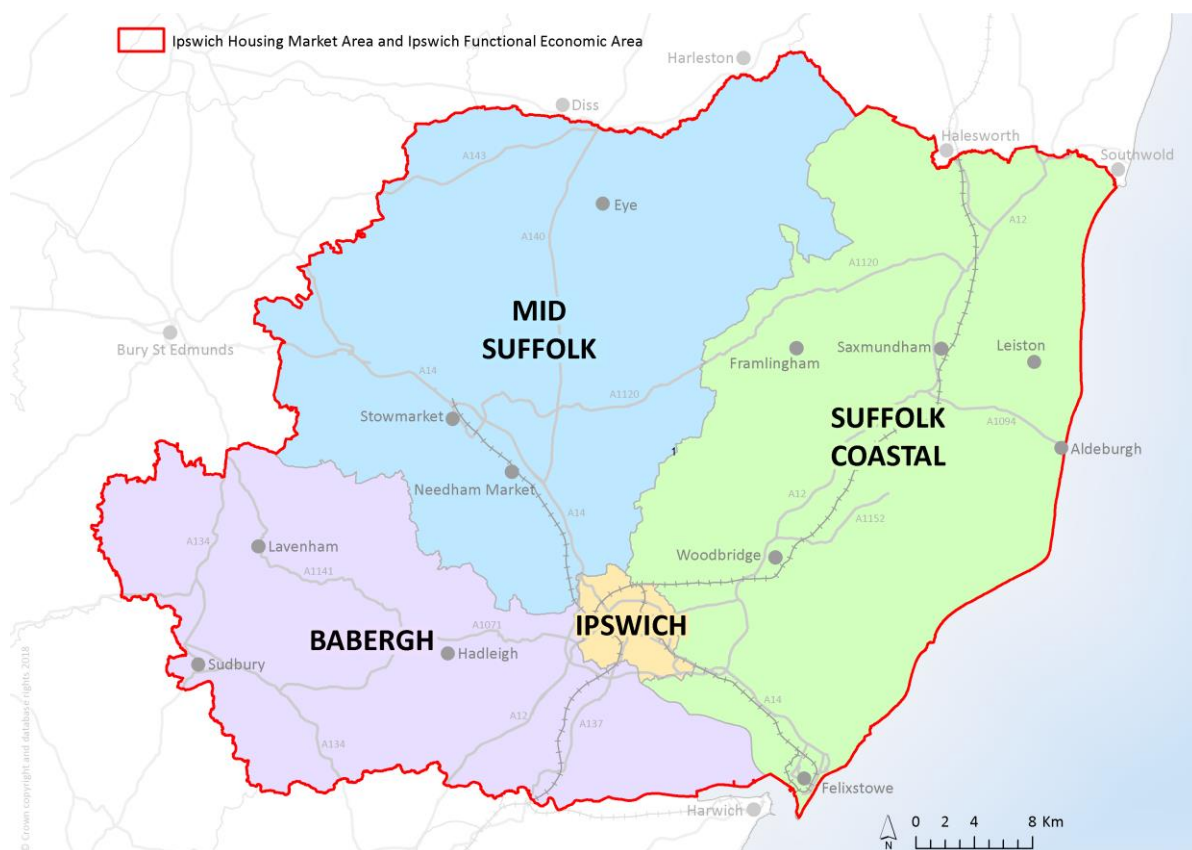 Ipswich Housing Market Area and Ipswich Functional Economic Area
Harleston
Diss
Halesworth
Southwold
A143
Eye
A12
A140
A1120
MID
SUFFOLK
Bury St Edmunds
Framlingham
Saxmundham
Leiston
A14
A1120
Stowmarket
SUFFOLK
COASTAL
A1094
Aldeburgh
Needham Market
A12
A14
A1152
A134
Lavenham
Woodbridge
A1141
IPSWICH
A1071
BABERGH
Hadleigh
Sudbury
A14
A12
A137
A134
Felixstowe
Harwich
0 2 4 8 Km
N
© Crown copyright and database rights 2018